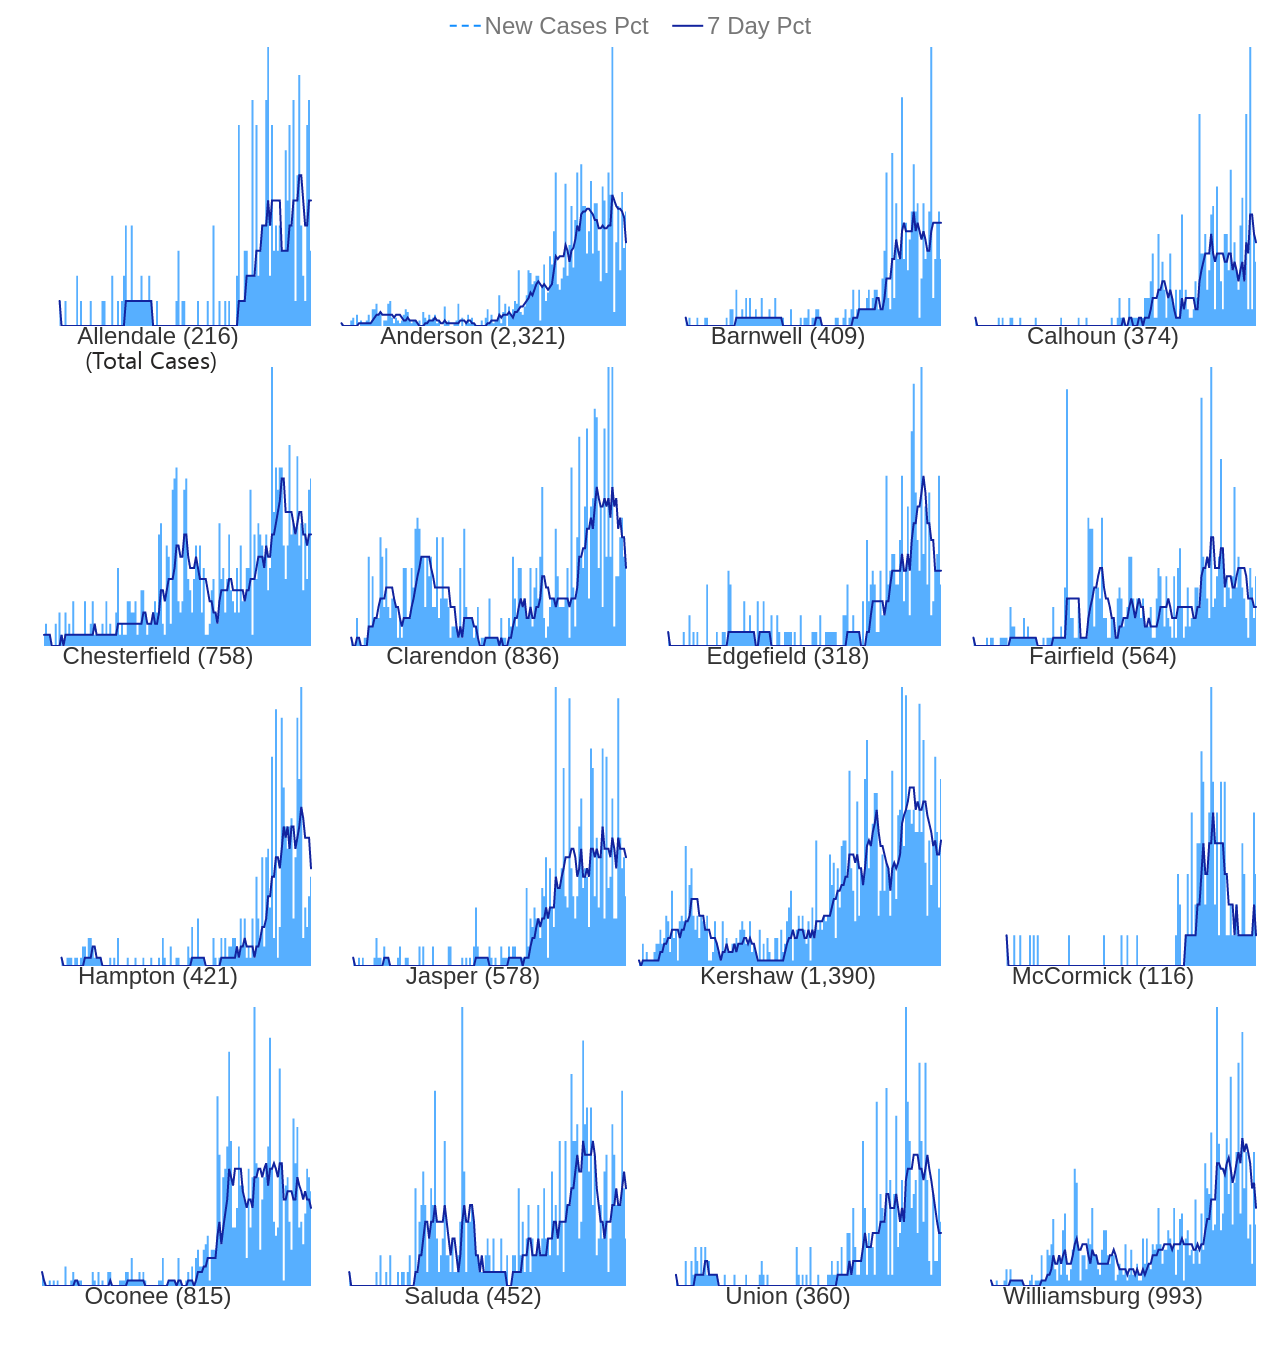 New Cases Pct 7 Day Pct
Allendale (216) Anderson (2,321) Barnwell (409) Calhoun (374)
(Total Cases)
Chesterfield (758) Clarendon (836) Edgefield (318) Fairfield (564)
Hampton (421) Jasper (578) Kershaw (1,390) McCormick (116)
Oconee (815) Saluda (452) Union (360) Williamsburg (993)